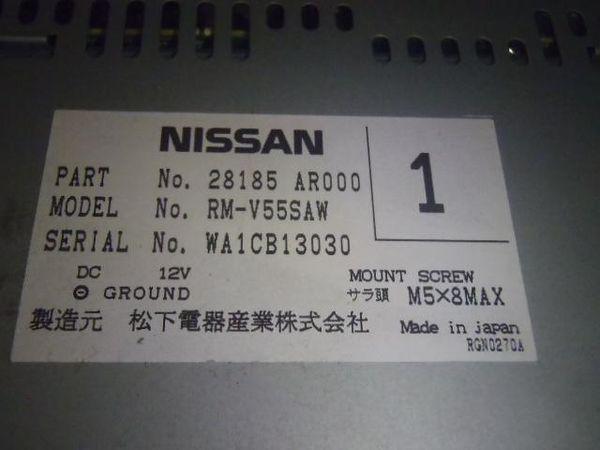 NISSAN
1
PART No. 28185 AR000
MODEL No. RM-V55SAW
SERIAL No. WA1CB13030
DC 12V
⊖ GROUND
MOUNT SCREW
サラ頭 M5×8MAX
製造元 松下電器産業株式会社
Made in japan
RGN0270A